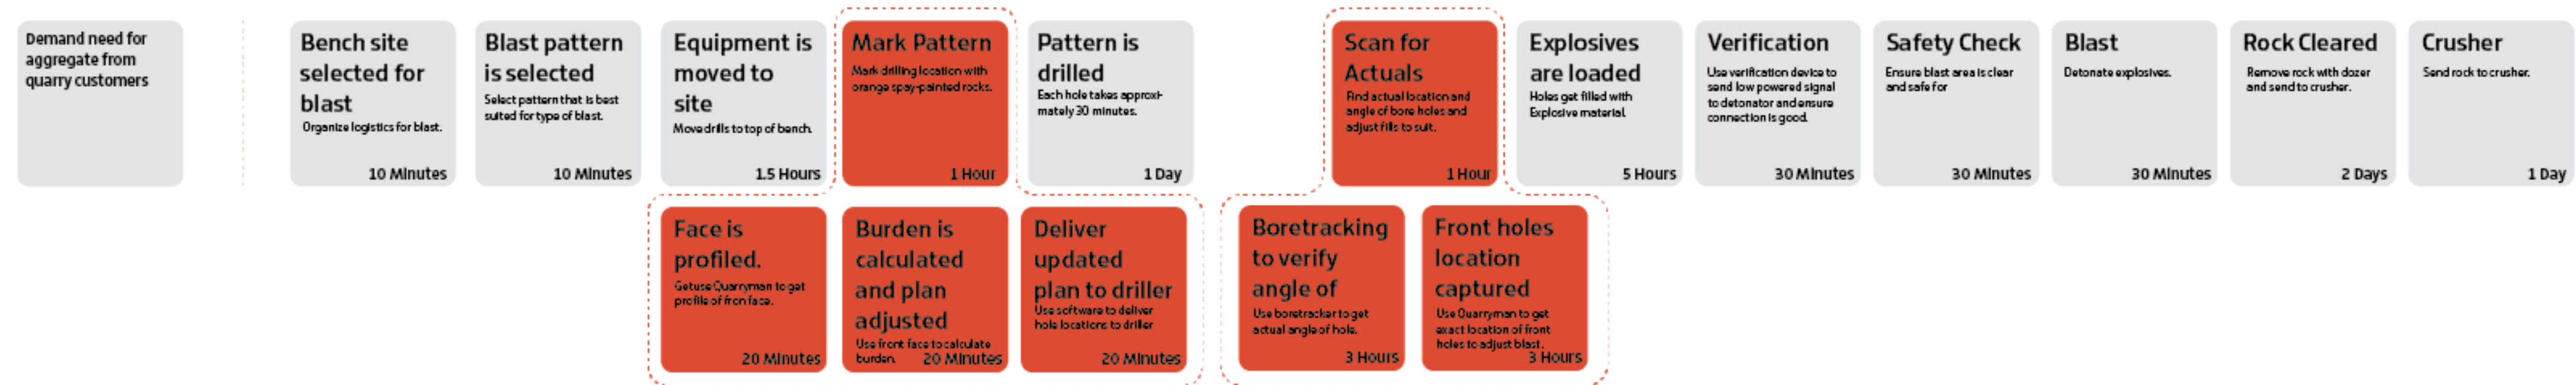 Demand need for
aggregate from
quarry customers
Bench site
selected for
blast
Organize logistics for blast.
10 Minutes
Blast pattern
is selected
Select pattern that is best
suited for type of blast.
10 Minutes
Equipment is
moved to
site
Move drills to top of bench.
1.5 Hours
Mark Pattern
Mark drilling location with
orange spay-painted rocks.
1 Hour
Pattern is
drilled
Each hole takes approxi-
mately 30 minutes.
1 Day
Scan for
Actuals
Find actual location and
angle of bore holes and
adjust fills to suit.
1 Hour
Explosives
are loaded
Holes get filled with
Explosive material.
5 Hours
Verification
Use verification device to
send low powered signal
to detonator and ensure
connection is good.
30 Minutes
Safety Check
Ensure blast area is clear
and safe for
30 Minutes
Blast
Detonate explosives.
30 Minutes
Rock Cleared
Remove rock with dozer
and send to crusher.
2 Days
Crusher
Send rock to crusher.
1 Day
Face is
profiled.
Getuse Quarryman to get
profile of fron face.
20 Minutes
Burden is
calculated
and plan
adjusted
Use front face to calculate
burden.
20 Minutes
Deliver
updated
plan to driller
Use software to deliver
hole locations to driller
20 Minutes
Boretracking
to verify
angle of
Use boretracker to get
actual angle of hole.
3 Hours
Front holes
location
captured
Use Quarryman to get
exact location of front
holes to adjust blast.
3 Hours